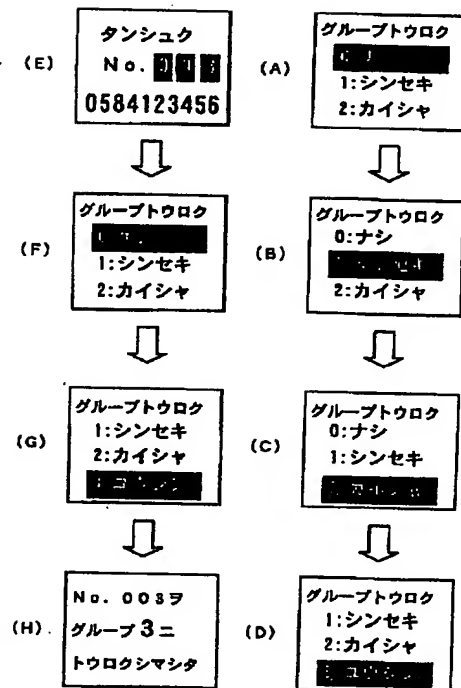 (E)
タンシュク
No. 003
0584123456
(F)
グループトウロク
1:シンセキ
2:カイシャ
(G)
グループトウロク
1:シンセキ
2:カイシャ
(H)
No. 003ヲ
グループ3ニ
トウロクシマシタ
(A)
グループトウロク
1:シンセキ
2:カイシャ
(B)
グループトウロク
0:ナシ
2:カイシャ
(C)
グループトウロク
0:ナシ
1:シンセキ
(D)
グループトウロク
1:シンセキ
2:カイシャ